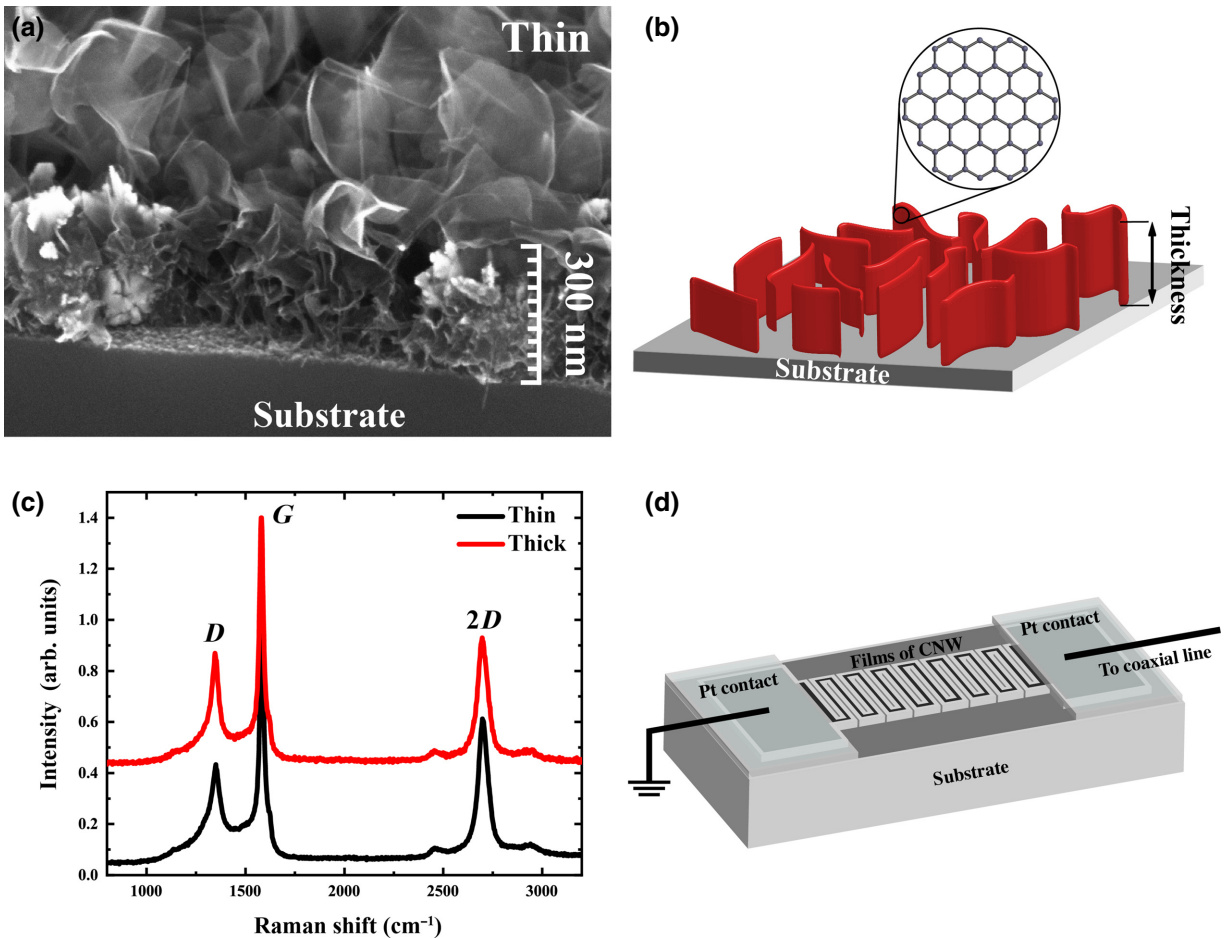 (a)
Thin
300 nm
Substrate
(b)
Thickness
Substrate
(c)
Intensity (arb. units)
1.4
1.2
1.0
0.8
0.6
0.4
0.2
0.0
D
G
2D
Thin
Thick
1000 1500 2000 2500 3000
Raman shift (cm⁻¹)
(d)
Pt contact
Films of CNW
Pt contact
To coaxial line
Substrate